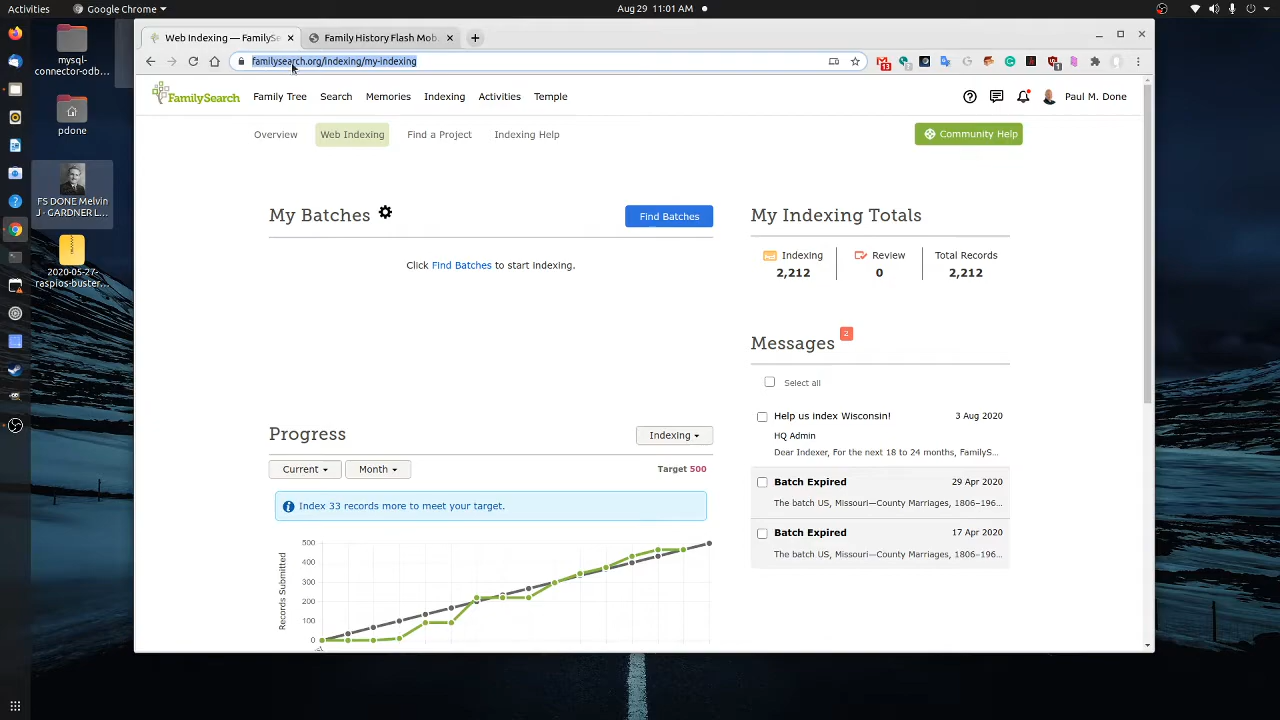 Activities
Google Chrome
Aug 29 11:01 AM
mysql-
connector-odb...
pdone
FS DONE Melvin
J - GARDNER L...
2020-05-27-
raspios-buster...
Web Indexing — FamilySe
Family History Flash Mob.
familysearch.org/indexing/my-indexing
13
1
FamilySearch
Family Tree
Search
Memories
Indexing
Activities
Temple
Paul M. Done
Overview
Web Indexing
Find a Project
Indexing Help
Community Help
My Batches
Find Batches
Click Find Batches to start indexing.
My Indexing Totals
Indexing
2,212
Review
0
Total Records
2,212
Messages
2
Select all
Help us index Wisconsin!
3 Aug 2020
HQ Admin
Dear Indexer, For the next 18 to 24 months, FamilyS...
Batch Expired
29 Apr 2020
The batch US, Missouri—County Marriages, 1806–196...
Batch Expired
17 Apr 2020
The batch US, Missouri—County Marriages, 1806–196...
Progress
Indexing
Current
Month
Target 500
Index 33 records more to meet your target.
Records Submitted
500
400
300
200
100
0